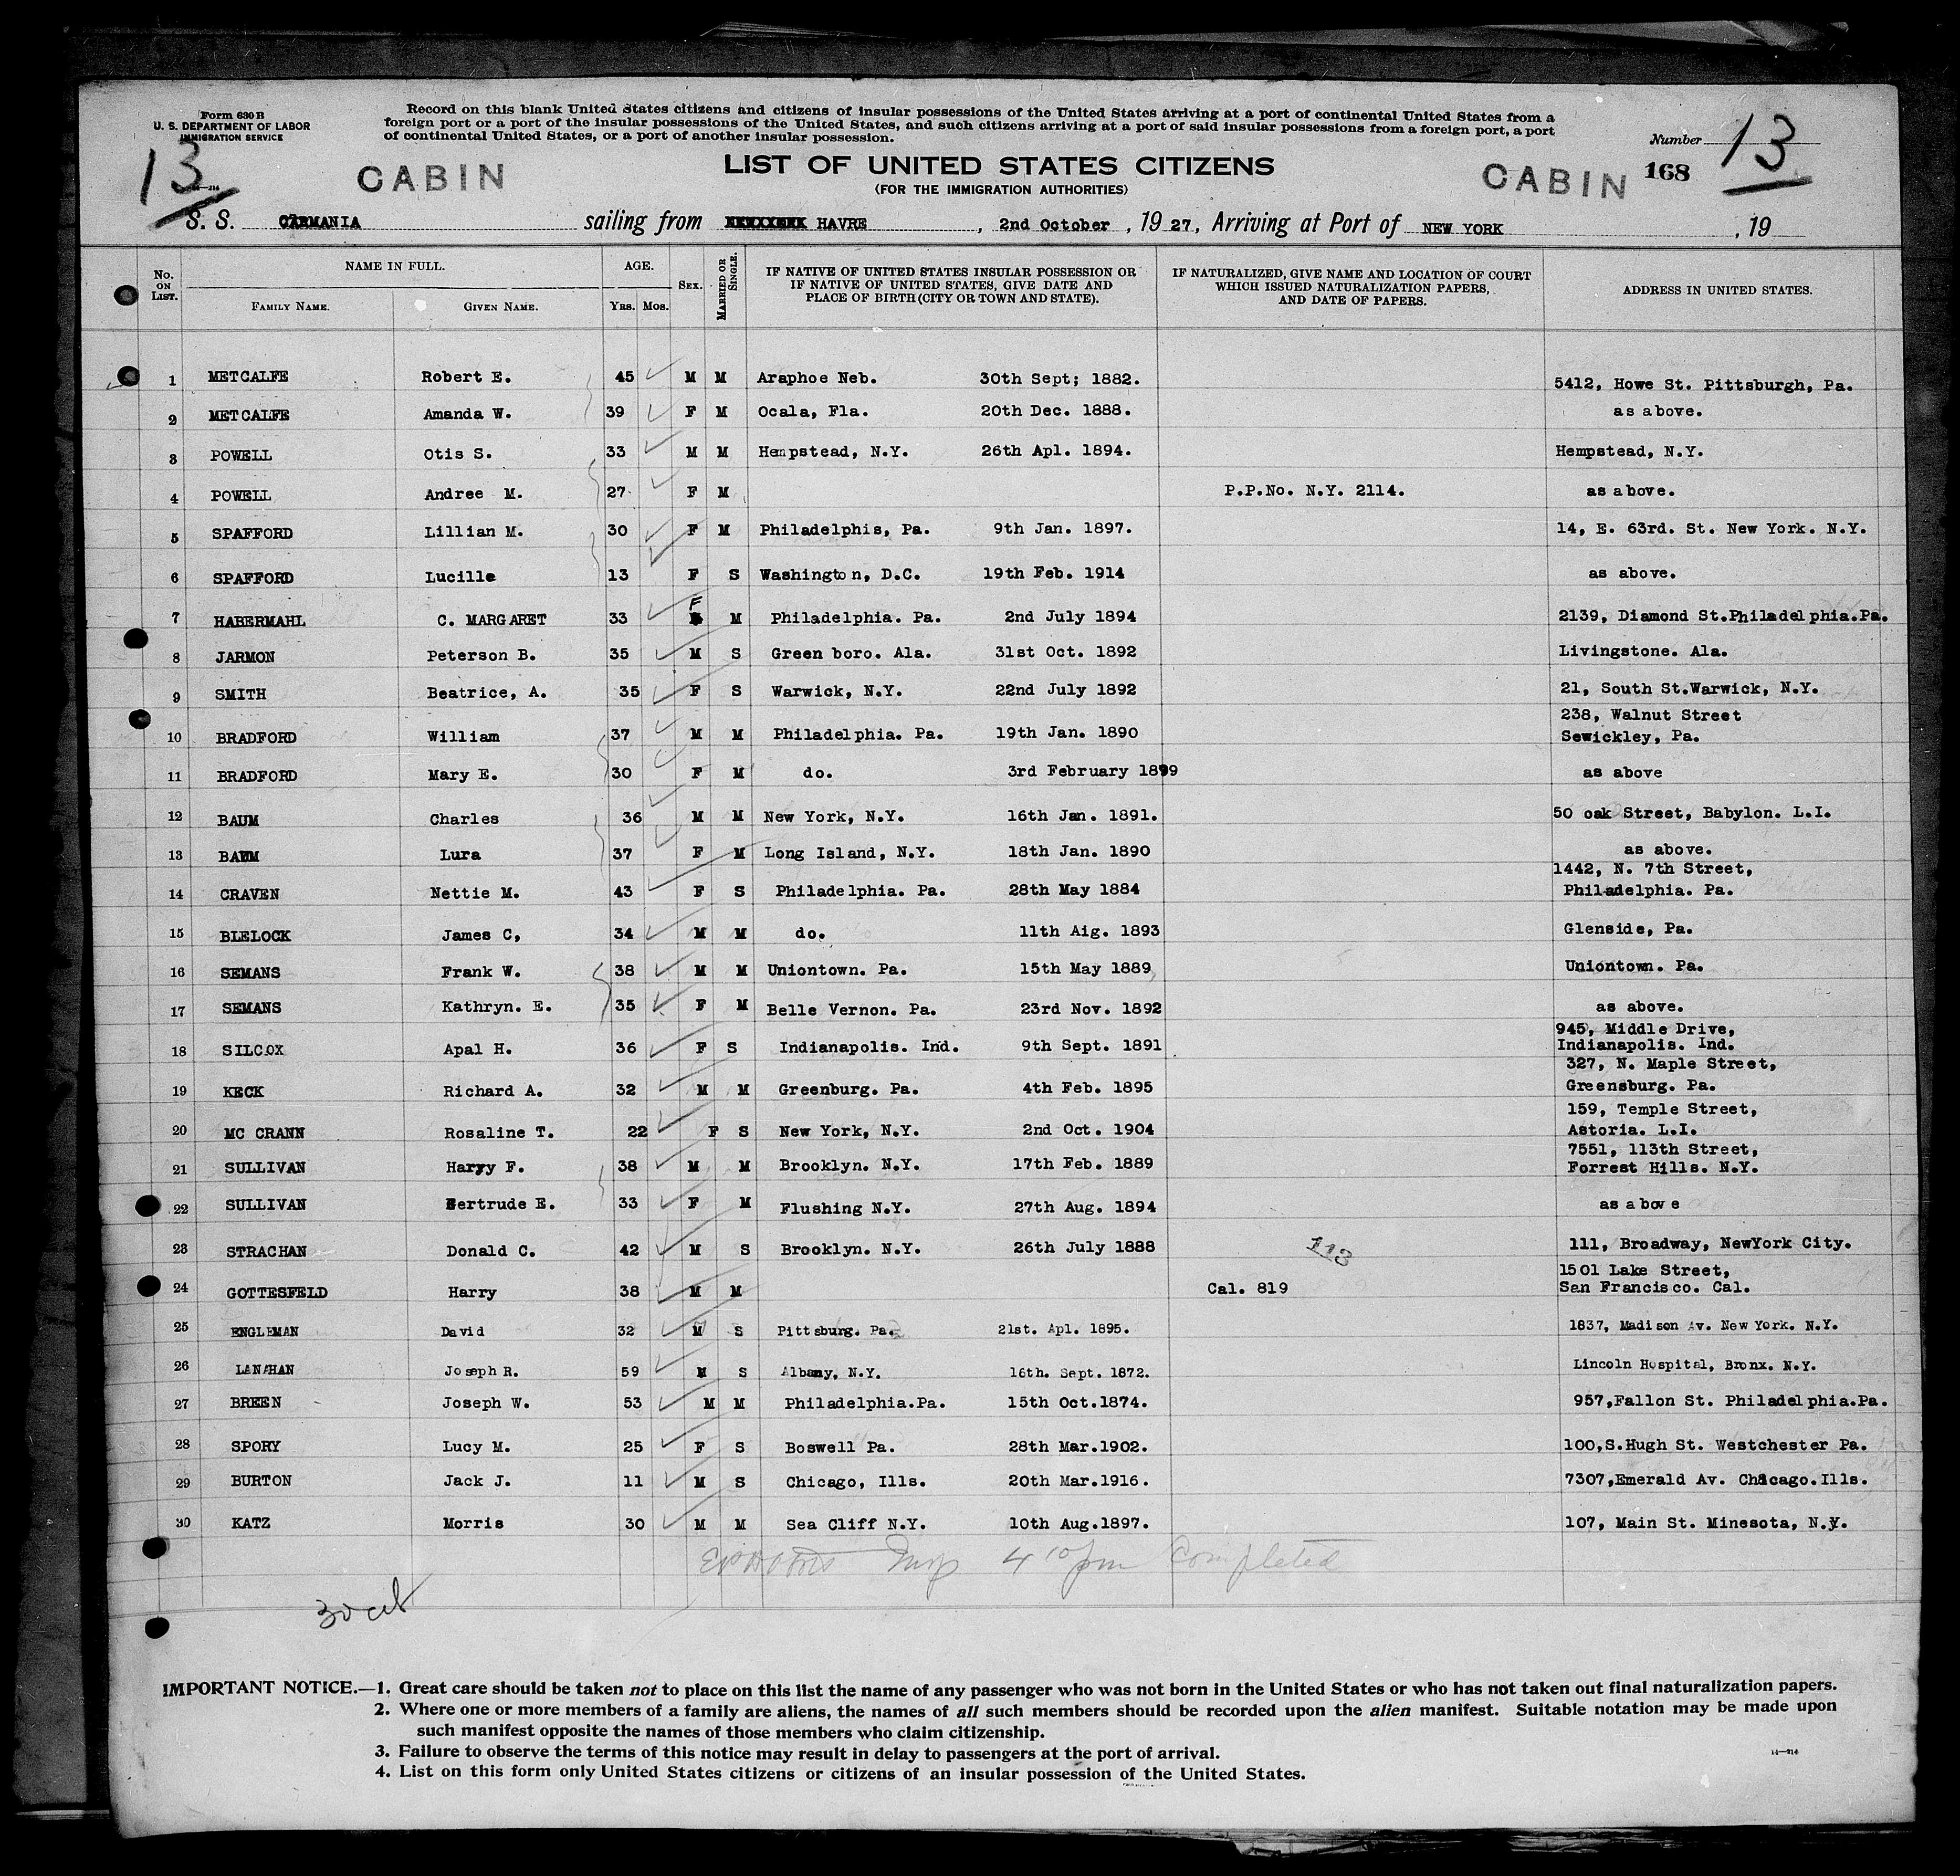 Form 630 B
U. S. DEPARTMENT OF LABOR
IMMIGRATION SERVICE
Record on this blank United States citizens and citizens of insular possessions of the United States arriving at a port of continental United States from a
foreign port or a port of the insular possessions of the United States, and such citizens arriving at a port of said insular possessions from a foreign port, a port
of continental United States, or a port of another insular possession.
Number 13
13
CABIN
LIST OF UNITED STATES CITIZENS
CABIN 168
(FOR THE IMMIGRATION AUTHORITIES)
S. S. CARMANIA sailing from HAVRE, 2nd October, 19 27, Arriving at Port of NEW YORK, 19
No. ON LIST. NAME IN FULL. FAMILY NAME. GIVEN NAME. AGE. YRS. MOS. SEX. MARRIED OR SINGLE. IF NATIVE OF UNITED STATES INSULAR POSSESSION OR IF NATIVE OF UNITED STATES, GIVE DATE AND PLACE OF BIRTH (CITY OR TOWN AND STATE). IF NATURALIZED, GIVE NAME AND LOCATION OF COURT WHICH ISSUED NATURALIZATION PAPERS, AND DATE OF PAPERS. ADDRESS IN UNITED STATES.
1 METCALFE Robert E. 45 M M Araphoe Neb. 30th Sept; 1882. 5412, Howe St. Pittsburgh, Pa.
2 METCALFE Amanda W. 39 F M Ocala, Fla. 20th Dec. 1888. as above.
3 POWELL Otis S. 33 M M Hempstead, N.Y. 26th Apl. 1894. Hempstead, N.Y.
4 POWELL Andree M. 27 F M P.P.No. N.Y. 2114. as above.
5 SPAFFORD Lillian M. 30 F M Philadelphis, Pa. 9th Jan. 1897. 14, E. 63rd. St. New York. N.Y.
6 SPAFFORD Lucille 13 F S Washington, D.C. 19th Feb. 1914 as above.
7 HABERMAHL C. MARGARET 33 F M Philadelphia. Pa. 2nd July 1894 2139, Diamond St.Philadelphia.Pa.
8 JARMON Peterson B. 35 M S Green boro. Ala. 31st Oct. 1892 Livingstone. Ala.
9 SMITH Beatrice, A. 35 F S Warwick, N.Y. 22nd July 1892 21, South St.Warwick, N.Y.
10 BRADFORD William 37 M M Philadelphia. Pa. 19th Jan. 1890 238, Walnut Street
Sewickley, Pa.
11 BRADFORD Mary E. 30 F M do. 3rd February 1899 as above
12 BAUM Charles 36 M M New York, N.Y. 16th Jan. 1891. 50 oak Street, Babylon. L.I.
13 BAUM Lura 37 F M Long Island, N.Y. 18th Jan. 1890 as above.
14 CRAVEN Nettie M. 43 F S Philadelphia. Pa. 28th May 1884 1442, N. 7th Street,
Philadelphia. Pa.
15 BLELOCK James C, 34 M M do. 11th Aig. 1893 Glenside, Pa.
16 SEMANS Frank W. 38 M M Uniontown. Pa. 15th May 1889, Uniontown. Pa.
17 SEMANS Kathryn. E. 35 F M Belle Vernon. Pa. 23rd Nov. 1892 as above.
18 SILCOX Apal H. 36 F S Indianapolis. Ind. 9th Sept. 1891 945, Middle Drive,
Indianapolis. Ind.
19 KECK Richard A. 32 M M Greenburg. Pa. 4th Feb. 1895 327, N. Maple Street,
Greensburg. Pa.
20 MC CRANN Rosaline T. 22 F S New York, N.Y. 2nd Oct. 1904 159, Temple Street,
Astoria. L.I.
21 SULLIVAN Harry F. 38 M M Brooklyn. N.Y. 17th Feb. 1889 7551, 113th Street,
Forrest Hills. N.Y.
22 SULLIVAN Gertrude E. 33 F M Flushing N.Y. 27th Aug. 1894 as above
23 STRACHAN Donald C. 42 M S Brooklyn. N.Y. 26th July 1888 113 111, Broadway, NewYork City.
24 GOTTESFELD Harry 38 M M Cal. 819 1501 Lake Street,
San Francisco. Cal.
25 ENGLEMAN David 32 M S Pittsburg. Pa. 21st. Apl. 1895. 1837, Madison Av. New York. N.Y.
26 LANAHAN Joseph R. 59 M S Albany, N.Y. 16th. Sept. 1872. Lincoln Hospital, Bronx. N.Y.
27 BREEN Joseph W. 53 M M Philadelphia.Pa. 15th Oct.1874. 957,Fallon St. Philadelphia.Pa.
28 SPORY Lucy M. 25 F S Boswell Pa. 28th Mar.1902. 100,S.Hugh St. Westchester Pa.
29 BURTON Jack J. 11 M S Chicago, Ills. 20th Mar.1916. 7307,Emerald Av. Chicago.Ills.
30 KATZ Morris 30 M M Sea Cliff N.Y. 10th Aug.1897. 107, Main St. Minesota, N.Y.
Insp 4 10 pm Completed
IMPORTANT NOTICE.—1. Great care should be taken not to place on this list the name of any passenger who was not born in the United States or who has not taken out final naturalization papers.
2. Where one or more members of a family are aliens, the names of all such members should be recorded upon the alien manifest. Suitable notation may be made upon
such manifest opposite the names of those members who claim citizenship.
3. Failure to observe the terms of this notice may result in delay to passengers at the port of arrival.
14—214
4. List on this form only United States citizens or citizens of an insular possession of the United States.